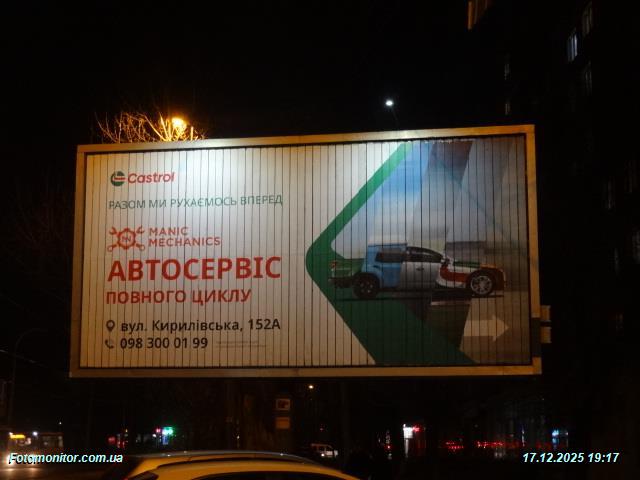 Castrol
РАЗОМ МИ РУХАЄМОСЬ ВПЕРЕД
MANIC
MECHANICS
АВТОСЕРВІС
ПОВНОГО ЦИКЛУ
вул. Кирилівська, 152А
098 300 01 99
Fotomonitor.com.ua
17.12.2025 19:17